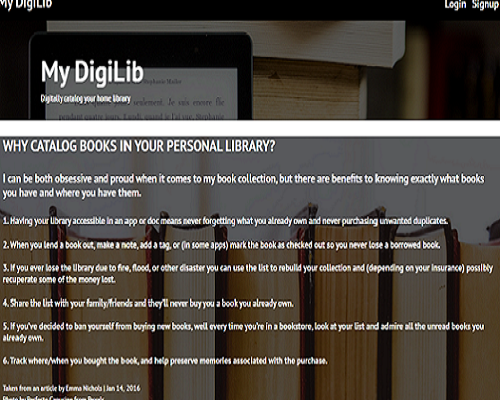 My DigiLib
Login Signup
My DigiLib
Digitally catalog your home library
WHY CATALOG BOOKS IN YOUR PERSONAL LIBRARY?
I can be both obsessive and proud when it comes to my book collection, but there are benefits to knowing exactly what books
you have and where you have them.
1. Having your library accessible in an app or doc means never forgetting what you already own and never purchasing unwanted duplicates.
2. When you lend a book out, make a note, add a tag, or (in some apps) mark the book as checked out so you never lose a borrowed book.
3. If you ever lose the library due to fire, flood, or other disaster you can use the list to rebuild your collection and (depending on your insurance) possibly
recuperate some of the money lost.
4. Share the list with your family/friends and they'll never buy you a book you already own.
5. If you've decided to ban yourself from buying new books, well every time you're in a bookstore, look at your list and admire all the unread books you
already own.
6. Track where/when you bought the book, and help preserve memories associated with the purchase.
Taken from an article by Emma Nichols | Jan 14, 2016